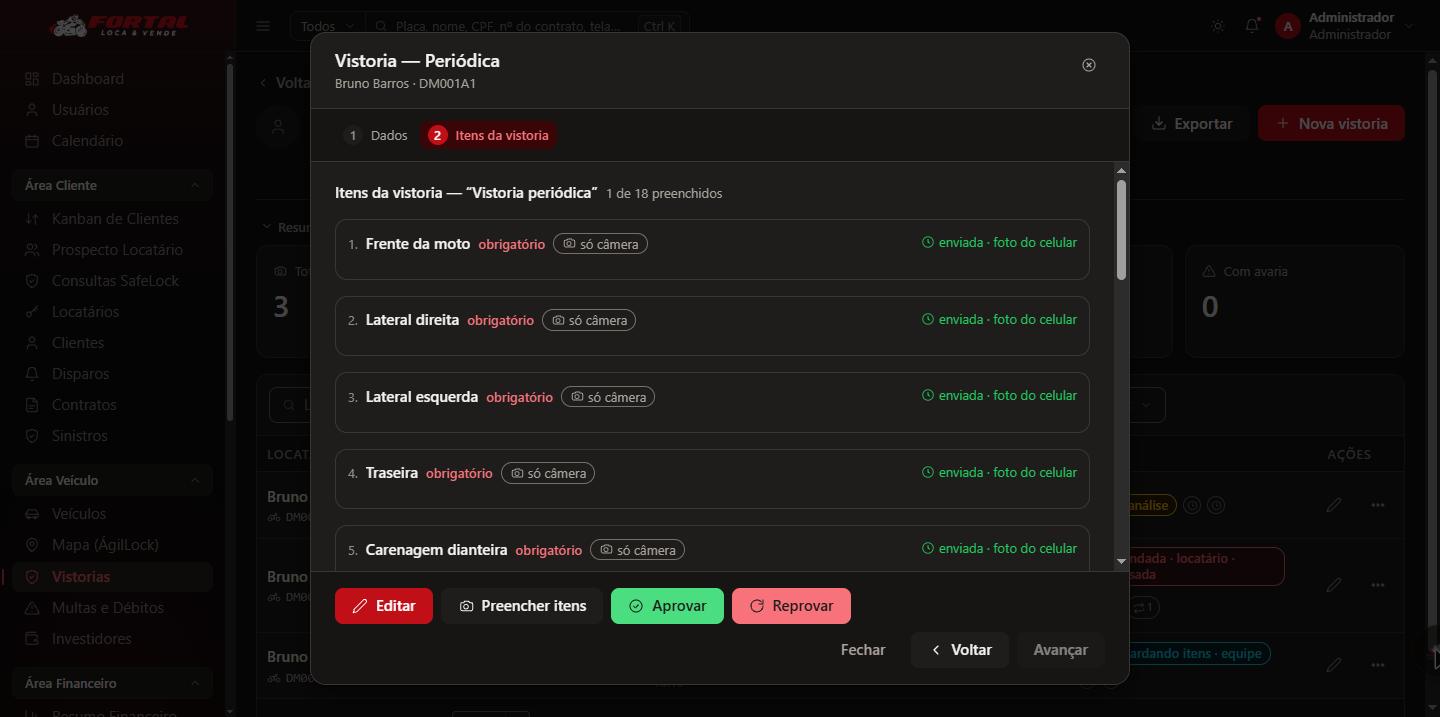 FORTAL
LOCA & VENDE
Todos
Placa, nome, CPF, nº do contrato, tela...
Ctrl K
A
Administrador
Administrador
Dashboard
Usuários
Calendário
Área Cliente
Kanban de Clientes
Prospecto Locatário
Consultas SafeLock
Locatários
Clientes
Disparos
Contratos
Sinistros
Área Veículo
Veículos
Mapa (ÁgilLock)
Vistorias
Multas e Débitos
Investidores
Área Financeiro
Resumo Financeiro
Exportar
Nova vistoria
3
Com avaria
0
AÇÕES
Bruno
análise
Bruno
1
Bruno
ardando itens · equipe
Vistoria — Periódica
Bruno Barros · DM001A1
1 Dados
2 Itens da vistoria
Itens da vistoria — “Vistoria periódica” 1 de 18 preenchidos
1. Frente da moto obrigatório só câmera enviada · foto do celular
2. Lateral direita obrigatório só câmera enviada · foto do celular
3. Lateral esquerda obrigatório só câmera enviada · foto do celular
4. Traseira obrigatório só câmera enviada · foto do celular
5. Carenagem dianteira obrigatório só câmera enviada · foto do celular
Editar
Preencher itens
Aprovar
Reprovar
Fechar
Voltar
Avançar